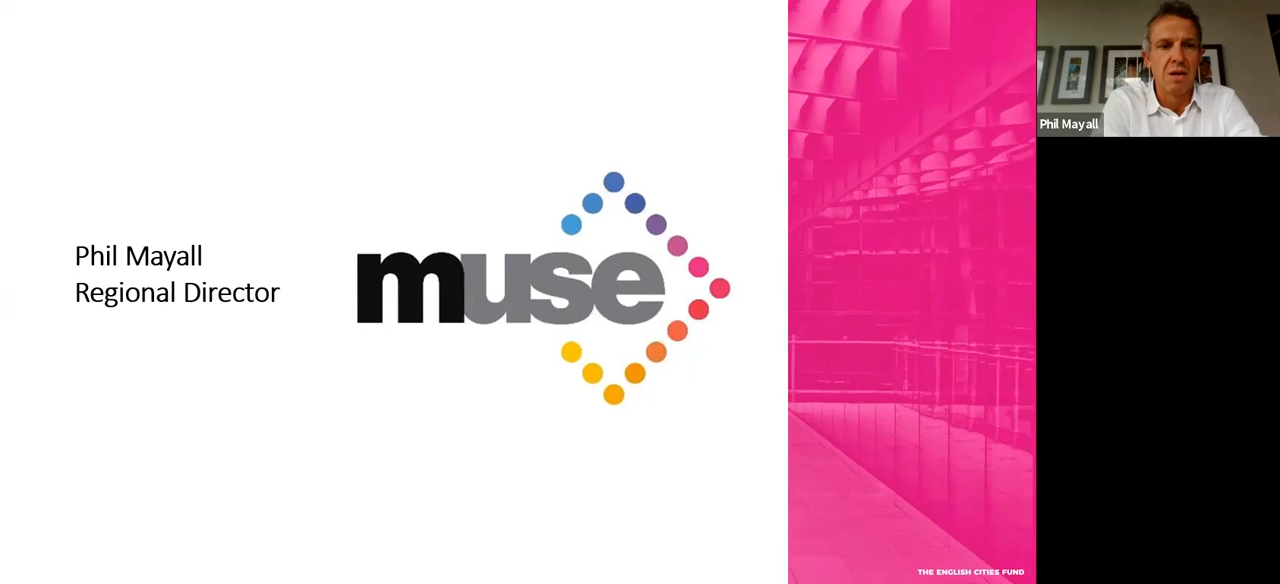 Phil Mayall
Regional Director
muse
THE ENGLISH CITIES FUND
Phil Mayall